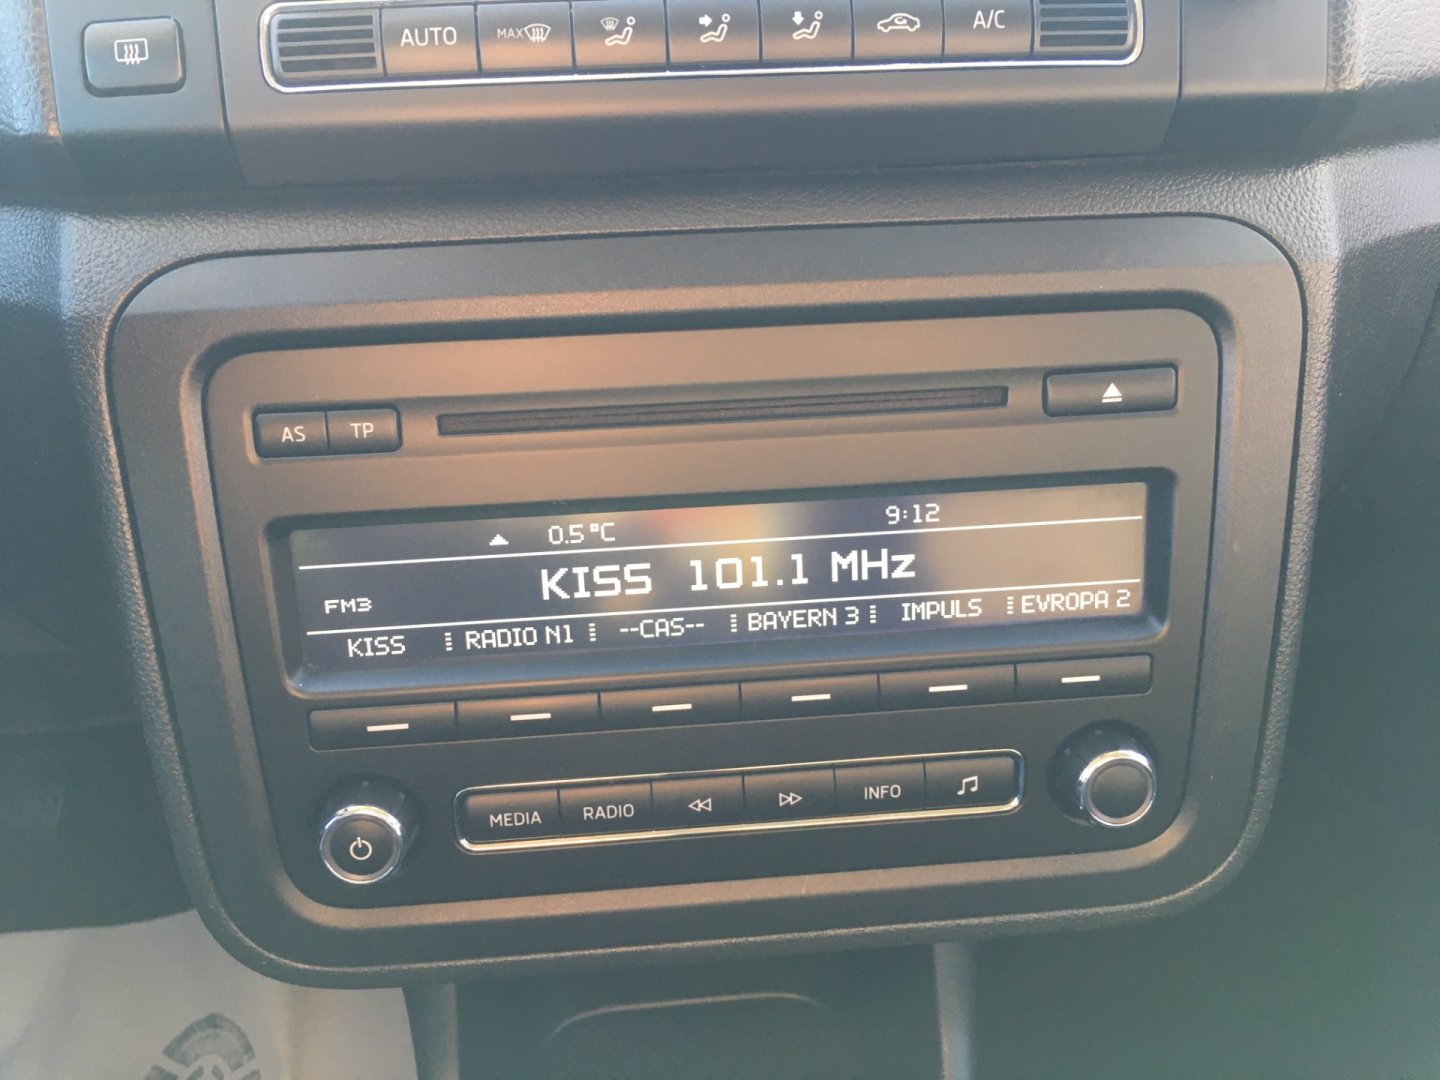 AUTO MAX A/C
AS TP
0.5°C 9:12
KISS 101.1 MHz
FM3
KISS RADIO N1 --CAS-- BAYERN 3 IMPULS EVROPA 2
MEDIA RADIO INFO